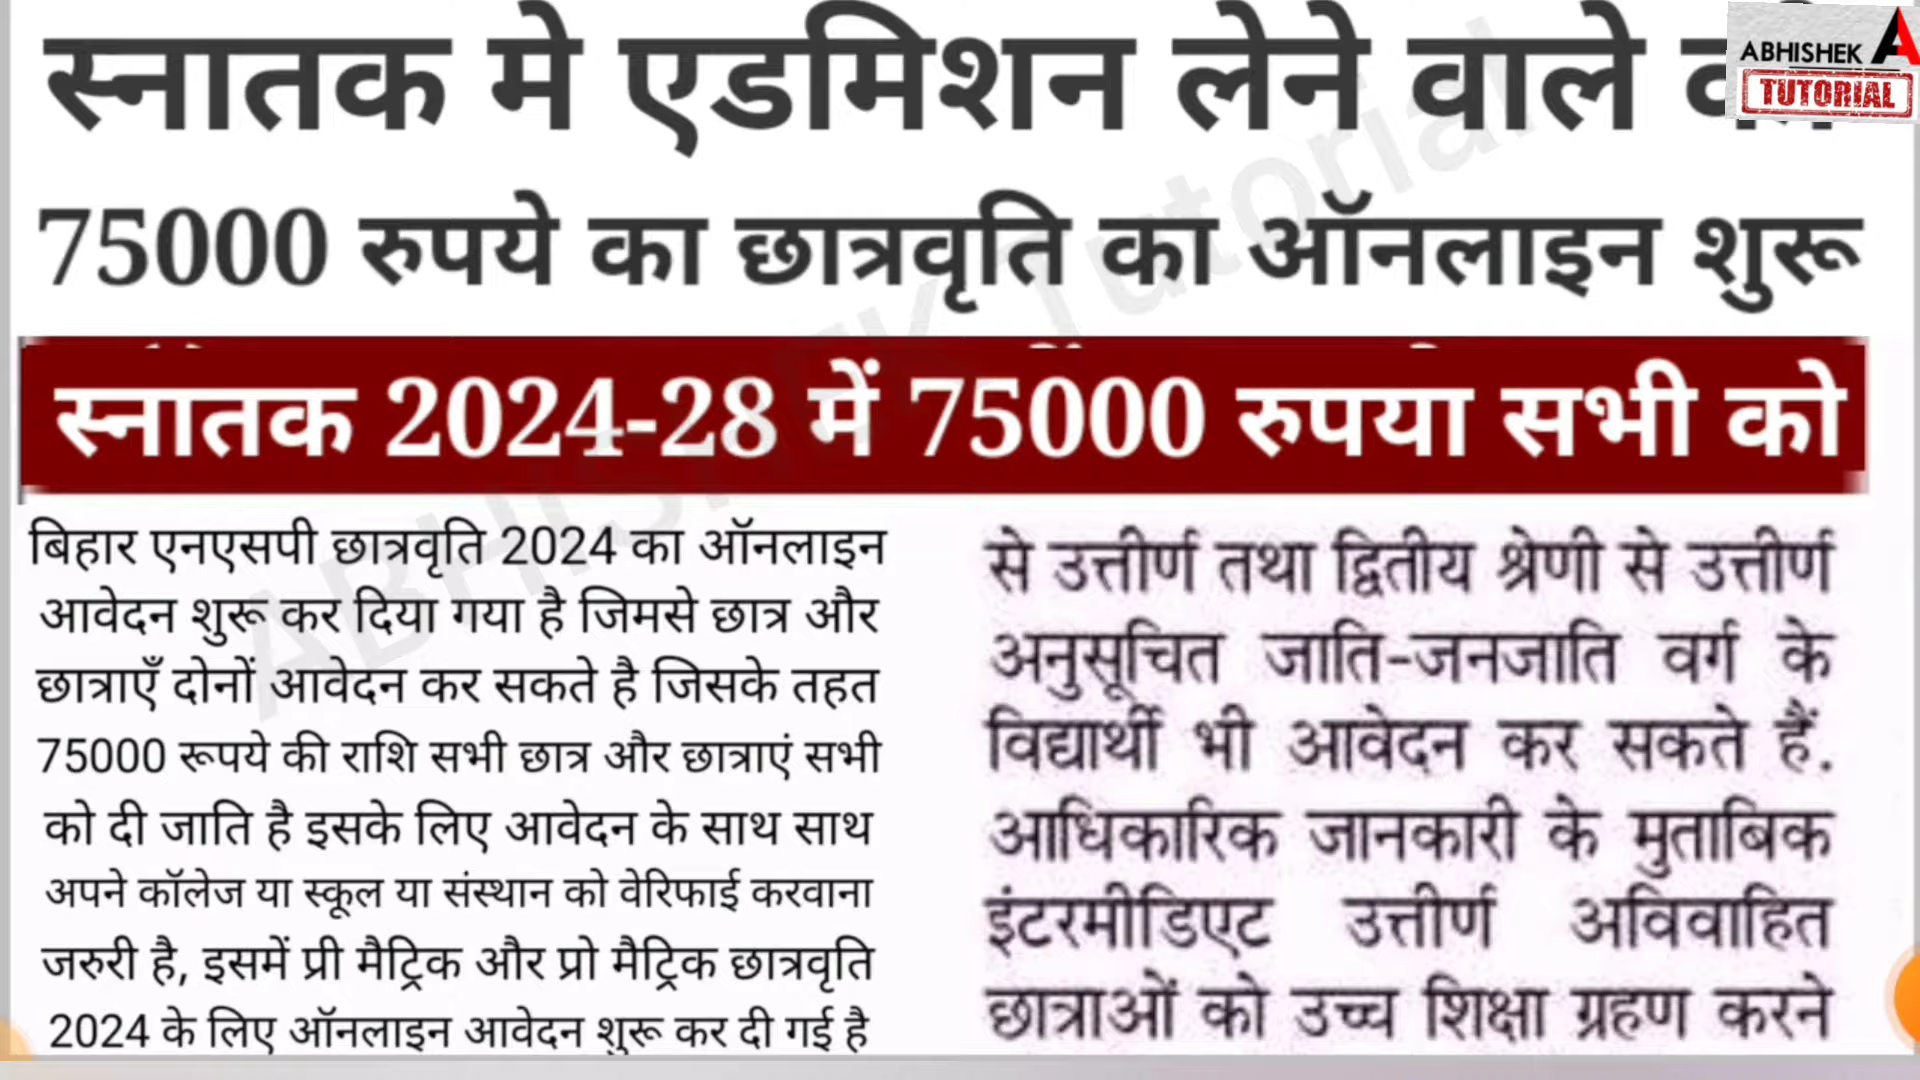 स्नातक मे एडमिशन लेने वाले
ABHISHEK
TUTORIAL
75000 रुपये का छात्रवृति का ऑनलाइन शुरू
स्नातक 2024-28 में 75000 रुपया सभी को
बिहार एनएसपी छात्रवृति 2024 का ऑनलाइन
आवेदन शुरू कर दिया गया है जिमसे छात्र और
छात्राएँ दोनों आवेदन कर सकते है जिसके तहत
75000 रूपये की राशि सभी छात्र और छात्राएं सभी
को दी जाति है इसके लिए आवेदन के साथ साथ
अपने कॉलेज या स्कूल या संस्थान को वेरिफाई करवाना
जरुरी है, इसमें प्री मैट्रिक और प्रो मैट्रिक छात्रवृति
2024 के लिए ऑनलाइन आवेदन शुरू कर दी गई है
से उत्तीर्ण तथा द्वितीय श्रेणी से उत्तीर्ण
अनुसूचित जाति-जनजाति वर्ग के
विद्यार्थी भी आवेदन कर सकते हैं.
आधिकारिक जानकारी के मुताबिक
इंटरमीडिएट उत्तीर्ण अविवाहित
छात्राओं को उच्च शिक्षा ग्रहण करने
ABHISHEK Tutorial